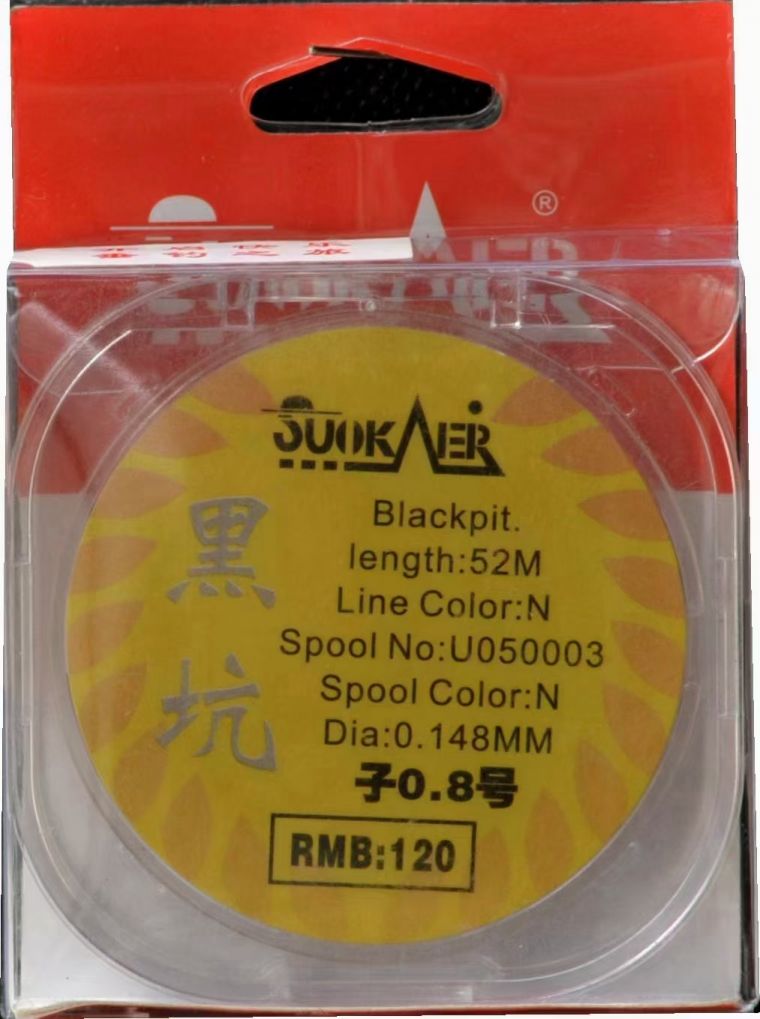 ®
SUOKAER
黑坑
Blackpit.
length:52M
Line Color:N
Spool No:U050003
Spool Color:N
Dia:0.148MM
子0.8号
RMB:120